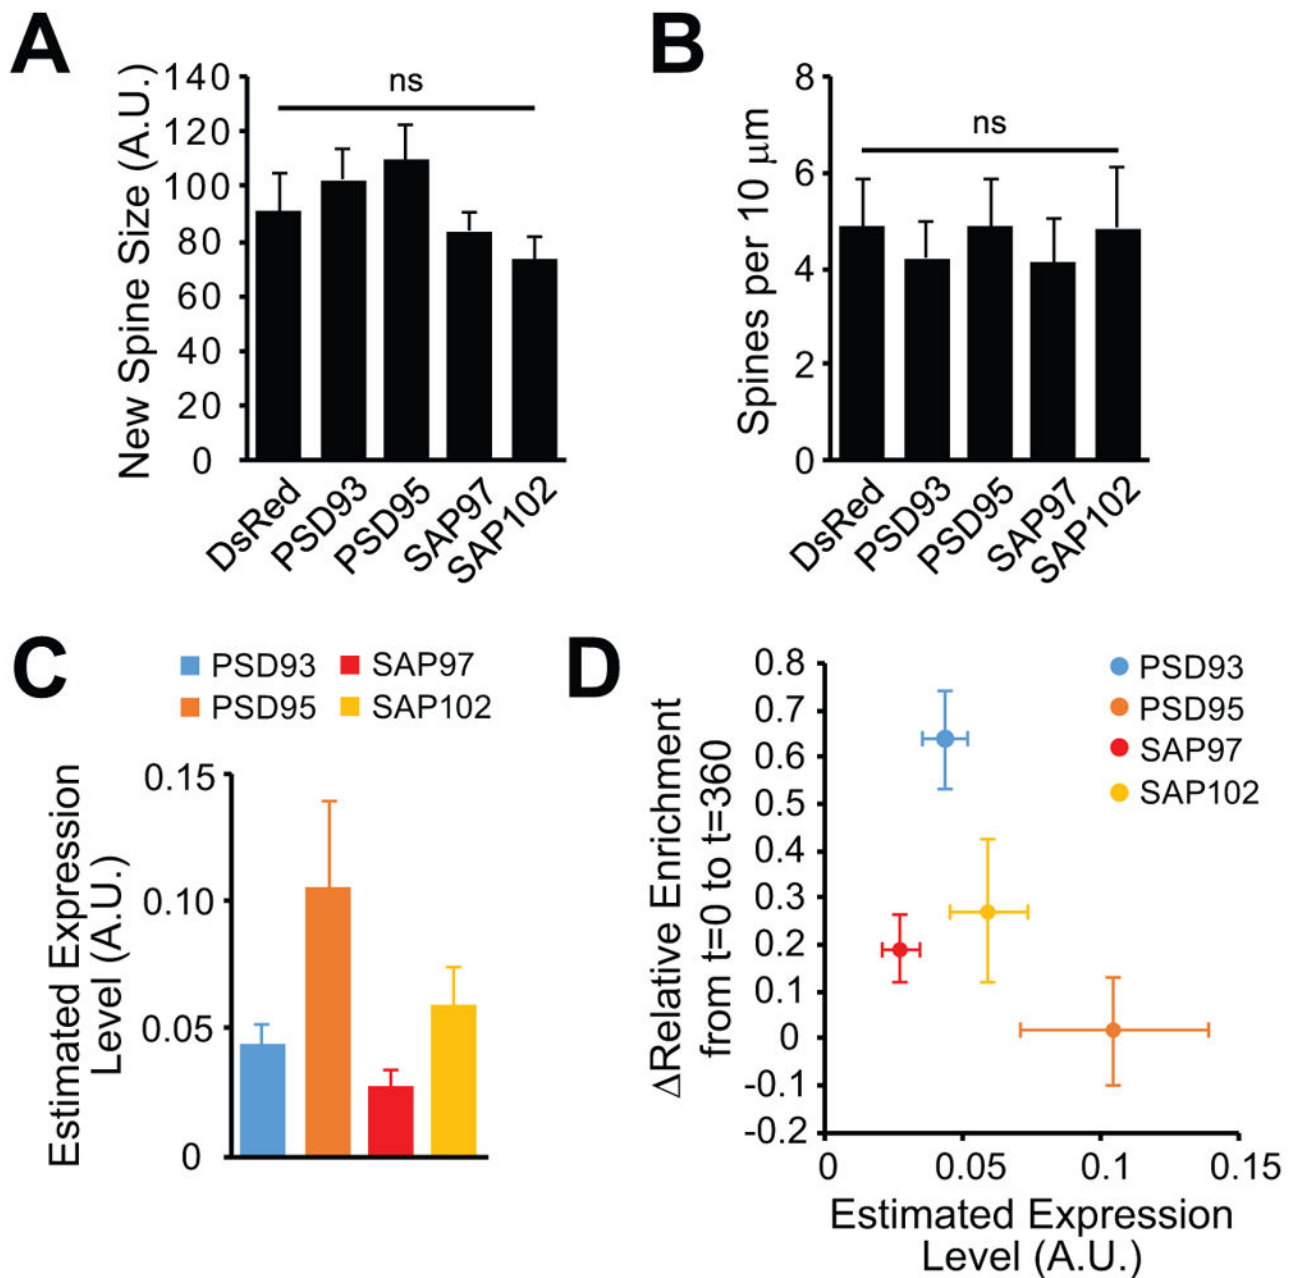 A
New Spine Size (A.U.)
140
120
100
80
60
40
20
0
ns
DsRed
PSD93
PSD95
SAP97
SAP102
B
Spines per 10 μm
8
6
4
2
0
ns
DsRed
PSD93
PSD95
SAP97
SAP102
C
PSD93
SAP97
PSD95
SAP102
Estimated Expression
Level (A.U.)
0.15
0.10
0.05
0
D
ΔRelative Enrichment
from t=0 to t=360
0.8
0.7
0.6
0.5
0.4
0.3
0.2
0.1
0
-0.1
-0.2
PSD93
PSD95
SAP97
SAP102
0
0.05
0.1
0.15
Estimated Expression
Level (A.U.)